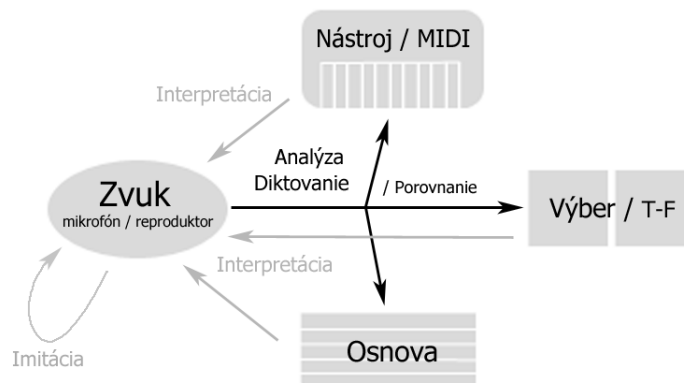 Nástroj / MIDI
Interpretácia
Analýza
Diktovanie
/ Porovnanie
Zvuk
mikrofón / reproduktor
Výber / T-F
Interpretácia
Osnova
Imitácia